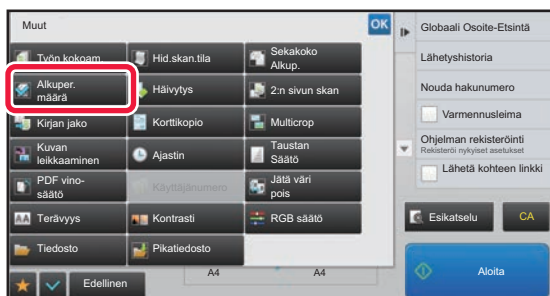 Muut
OK
Työn kokoam.
Hid.skan.tila
Sekakoko
Alkup.
Alkuper.
määrä
Häivytys
2:n sivun skan
Kirjan jako
Korttikopio
Multicrop
Kuvan
leikkaaminen
Ajastin
Taustan
Säätö
PDF vino-
säätö
Käyttäjänumero
Jätä väri
pois
Terävyys
Kontrasti
RGB säätö
Tiedosto
Pikatiedosto
Edellinen
A4
A4
Globaali Osoite-Etsintä
Lähetyshistoria
Nouda hakunumero
Varmennusleima
Ohjelman rekisteröinti
Rekisteröi nykyiset asetukset
Lähetä kohteen linkki
Esikatselu
CA
Aloita